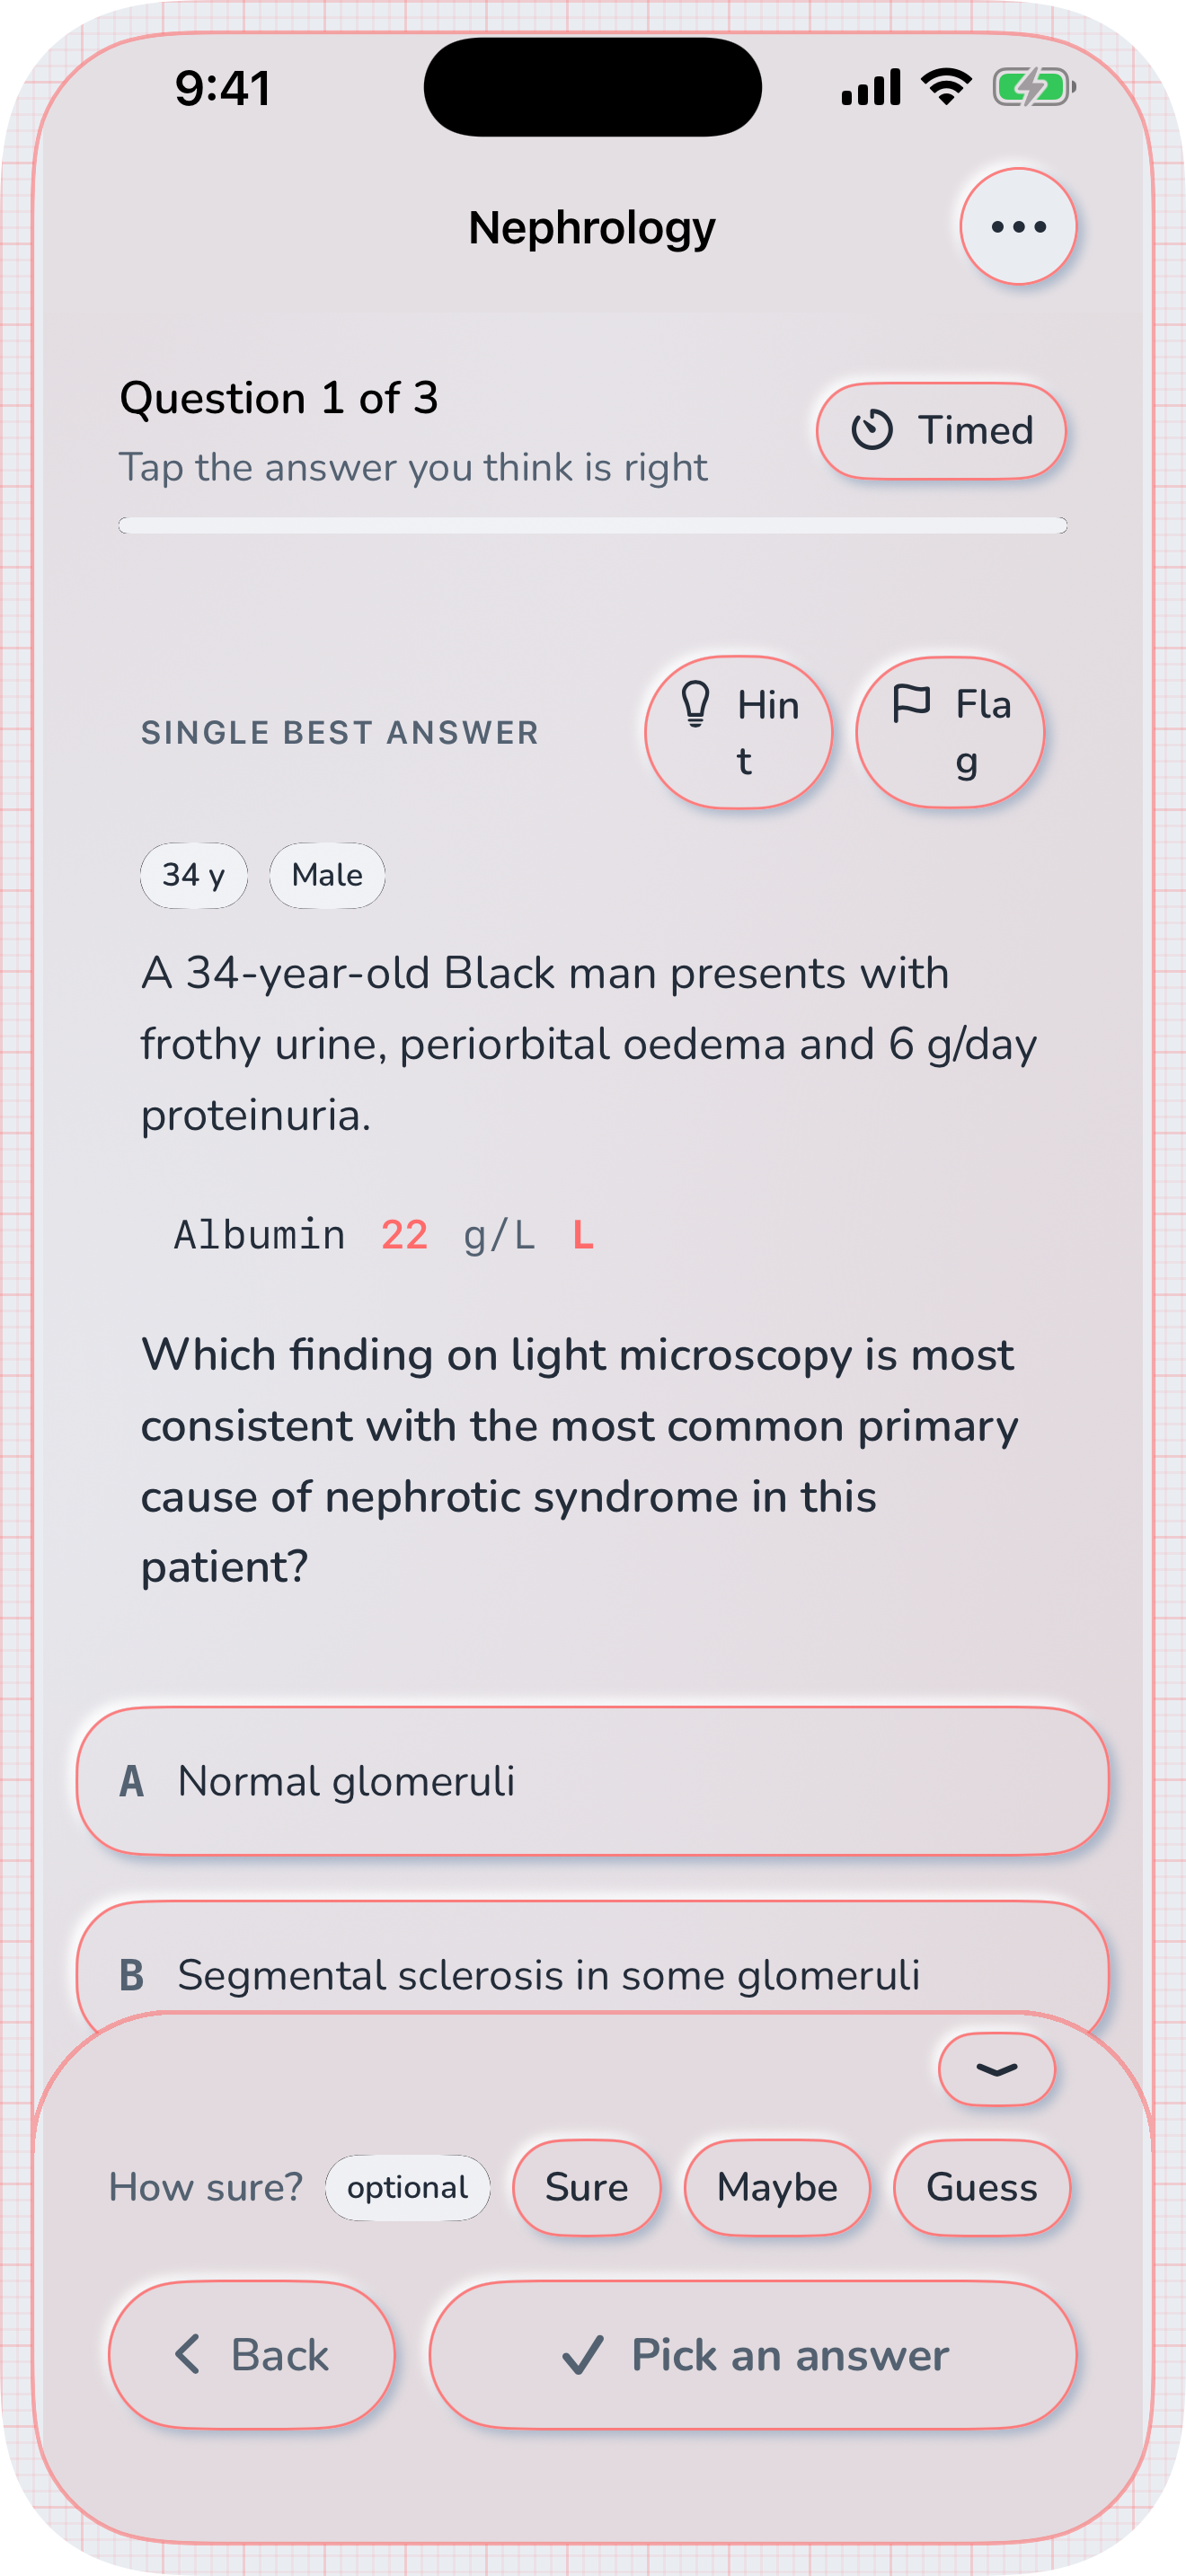 9:41
Nephrology
Question 1 of 3
Timed
Tap the answer you think is right
SINGLE BEST ANSWER
Hin
t
Fla
g
34 y Male
A 34-year-old Black man presents with
frothy urine, periorbital oedema and 6 g/day
proteinuria.
Albumin 22 g/L L
Which finding on light microscopy is most
consistent with the most common primary
cause of nephrotic syndrome in this
patient?
A Normal glomeruli
B Segmental sclerosis in some glomeruli
How sure? optional Sure Maybe Guess
Back Pick an answer